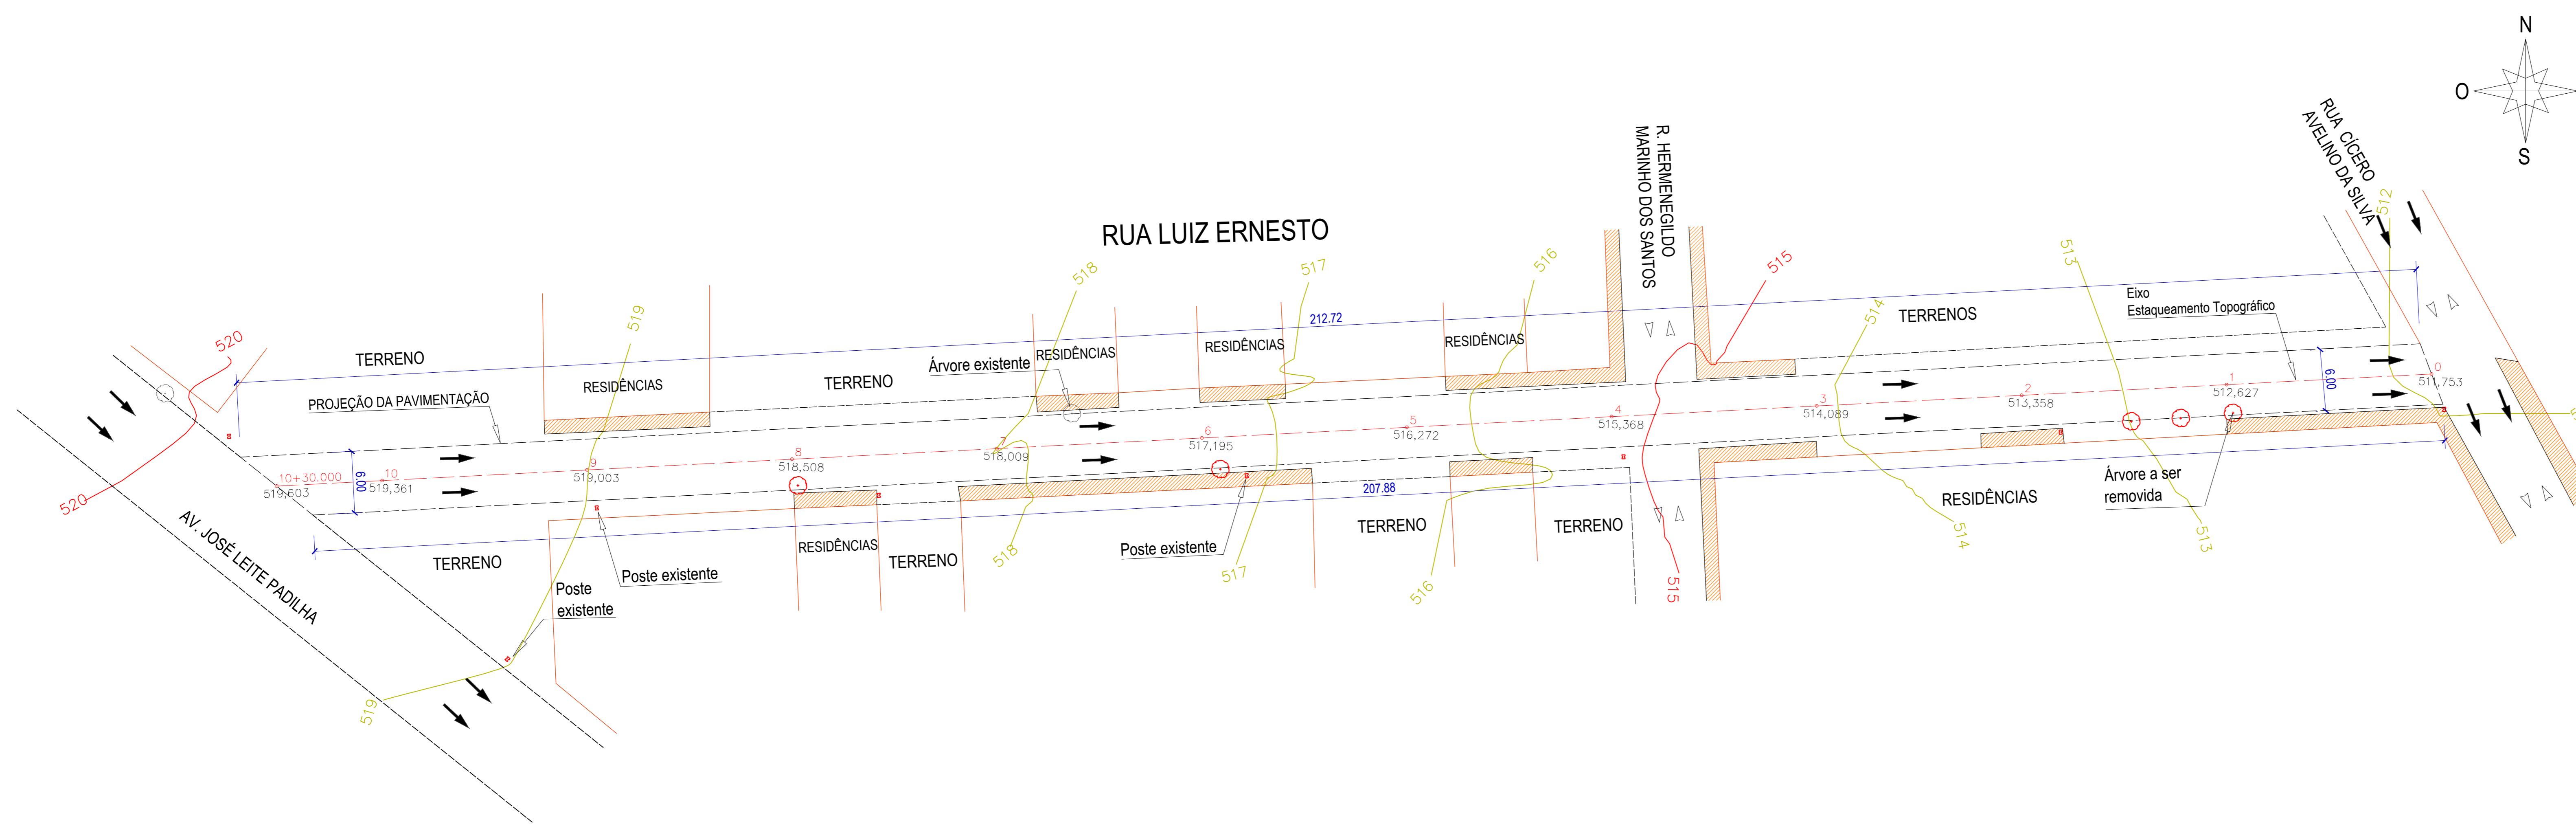 N
O
S
RUA CÍCERO
AVELINO DA SILVA
R. HERMENEGILDO
MARINHO DOS SANTOS
RUA LUIZ ERNESTO
512
513
514
515
516
517
518
519
520
212.72
Eixo
Estaqueamento Topográfico
TERRENOS
TERRENO
RESIDÊNCIAS
TERRENO
Árvore existente
RESIDÊNCIAS
RESIDÊNCIAS
RESIDÊNCIAS
PROJEÇÃO DA PAVIMENTAÇÃO
6.00
6.00
10+30.000
519,603
10
519,361
9
519,003
8
518,508
7
518,009
6
517,195
5
516,272
4
515,368
3
514,089
2
513,358
1
512,627
0
511,753
207.88
520
AV. JOSÉ LEITE PADILHA
TERRENO
Poste
existente
Poste existente
RESIDÊNCIAS
TERRENO
Poste existente
TERRENO
TERRENO
RESIDÊNCIAS
Árvore a ser
removida
519
518
517
516
515
514
513